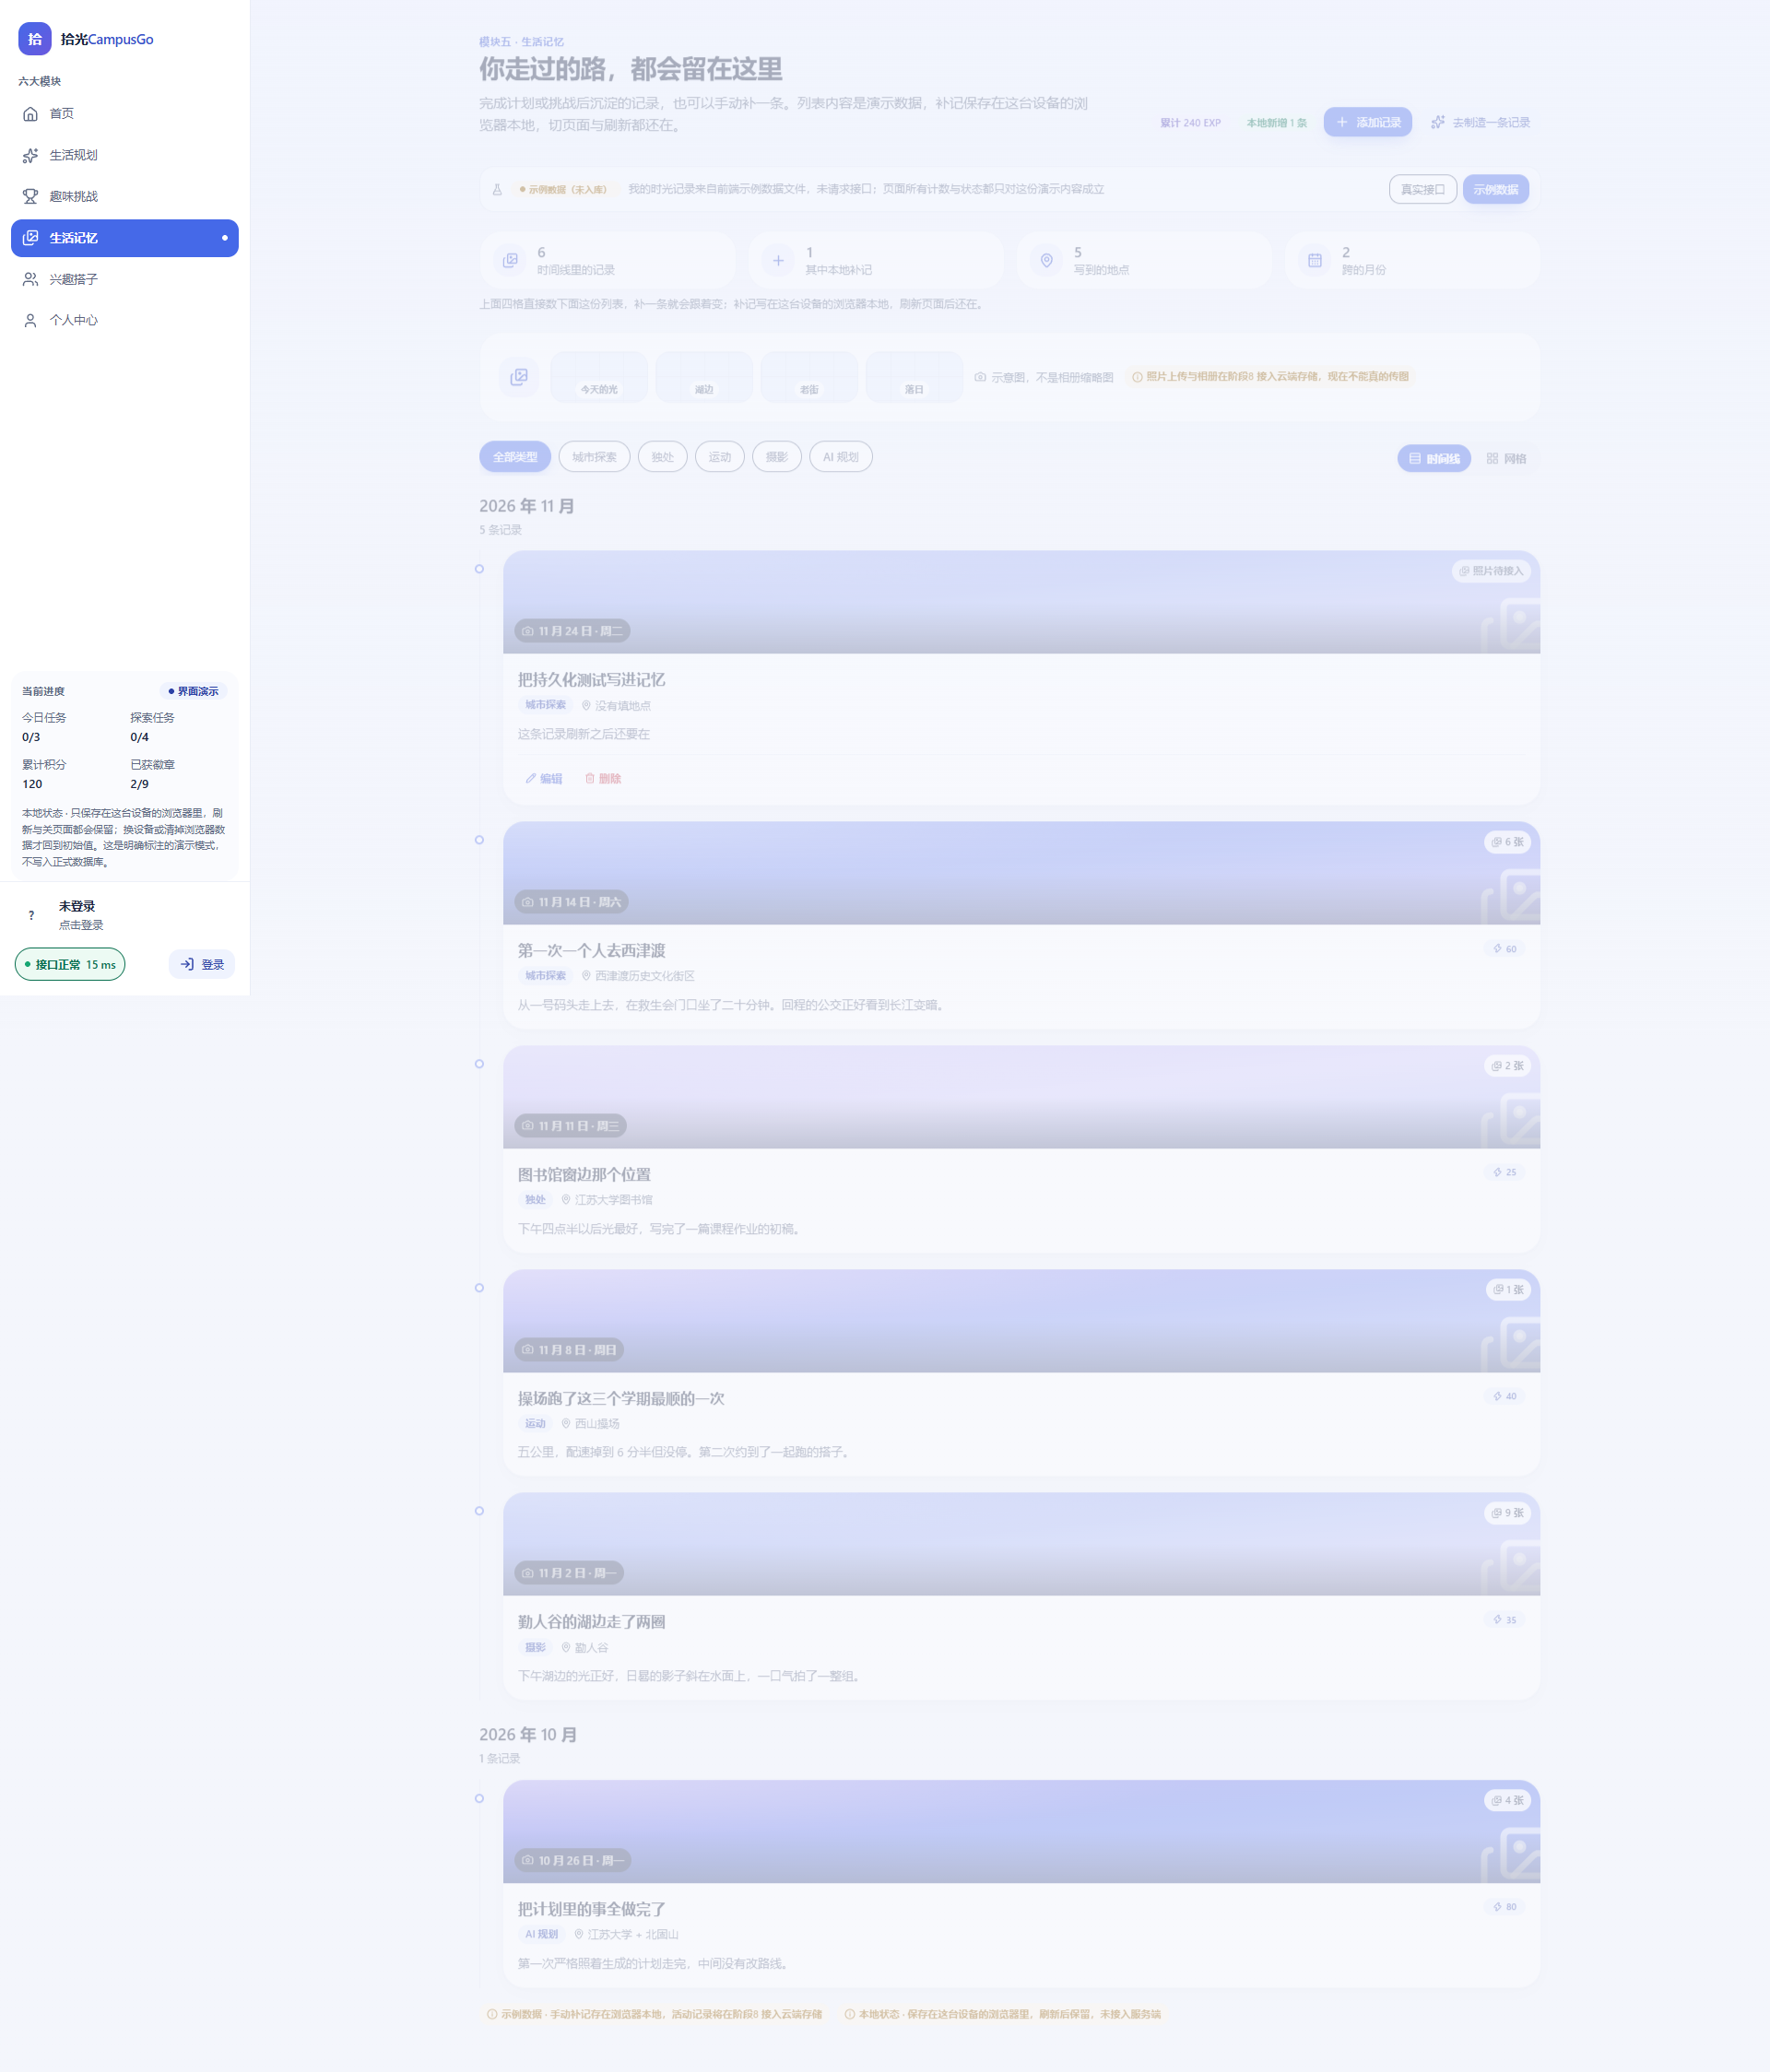 拾 拾光CampusGo
六大模块
首页
生活规划
趣味挑战
生活记忆
兴趣搭子
个人中心
当前进度 界面演示
今日任务 探索任务
0/3 0/4
累计积分 已获徽章
120 2/9
本地状态 · 只保存在这台设备的浏览器里，刷
新与关页面都会保留；换设备或清掉浏览器数
据才回到初始值。这是明确标注的演示模式，
不写入正式数据库。
? 未登录
点击登录
接口正常 15 ms 登录
模块五 · 生活记忆
你走过的路，都会留在这里
完成计划或挑战后沉淀的记录，也可以手动补一条。列表内容是演示数据，补记保存在这台设备的浏
览器本地，切页面与刷新都还在。
累计 240 EXP 本地新增 1 条 添加记录 去制造一条记录
示例数据（未入库） 我的时光记录来自前端示例数据文件，未请求接口；页面所有计数与状态都只对这份演示内容成立 真实接口 示例数据
6 1 5 2
时间线里的记录 其中本地补记 写到的地点 跨的月份
上面四格直接数下面这份列表，补一条就会跟着变；补记写在这台设备的浏览器本地，刷新页面后还在。
今天的光 湖边 老街 落日 示意图，不是相册缩略图 照片上传与相册在阶段8 接入云端存储，现在不能真的传图
全部类型 城市探索 独处 运动 摄影 AI 规划 时间线 网格
2026 年 11 月
5 条记录
照片待接入
11 月 24 日 · 周二
把持久化测试写进记忆
城市探索 没有填地点
这条记录刷新之后还要在
编辑 删除
6 张
11 月 14 日 · 周六
第一次一个人去西津渡 60
城市探索 西津渡历史文化街区
从一号码头走上去，在救生会门口坐了二十分钟。回程的公交正好看到长江变暗。
2 张
11 月 11 日 · 周三
图书馆窗边那个位置 25
独处 江苏大学图书馆
下午四点半以后光最好，写完了一篇课程作业的初稿。
1 张
11 月 8 日 · 周日
操场跑了这三个学期最顺的一次 40
运动 西山操场
五公里，配速掉到 6 分半但没停。第二次约到了一起跑的搭子。
9 张
11 月 2 日 · 周一
勤人谷的湖边走了两圈 35
摄影 勤人谷
下午湖边的光正好，日晷的影子斜在水面上，一口气拍了一整组。
2026 年 10 月
1 条记录
4 张
10 月 26 日 · 周一
把计划里的事全做完了 80
AI 规划 江苏大学 + 北固山
第一次严格照着生成的计划走完，中间没有改路线。
示例数据 · 手动补记存在浏览器本地，活动记录将在阶段8 接入云端存储 本地状态 · 保存在这台设备的浏览器里，刷新后保留，未接入服务端